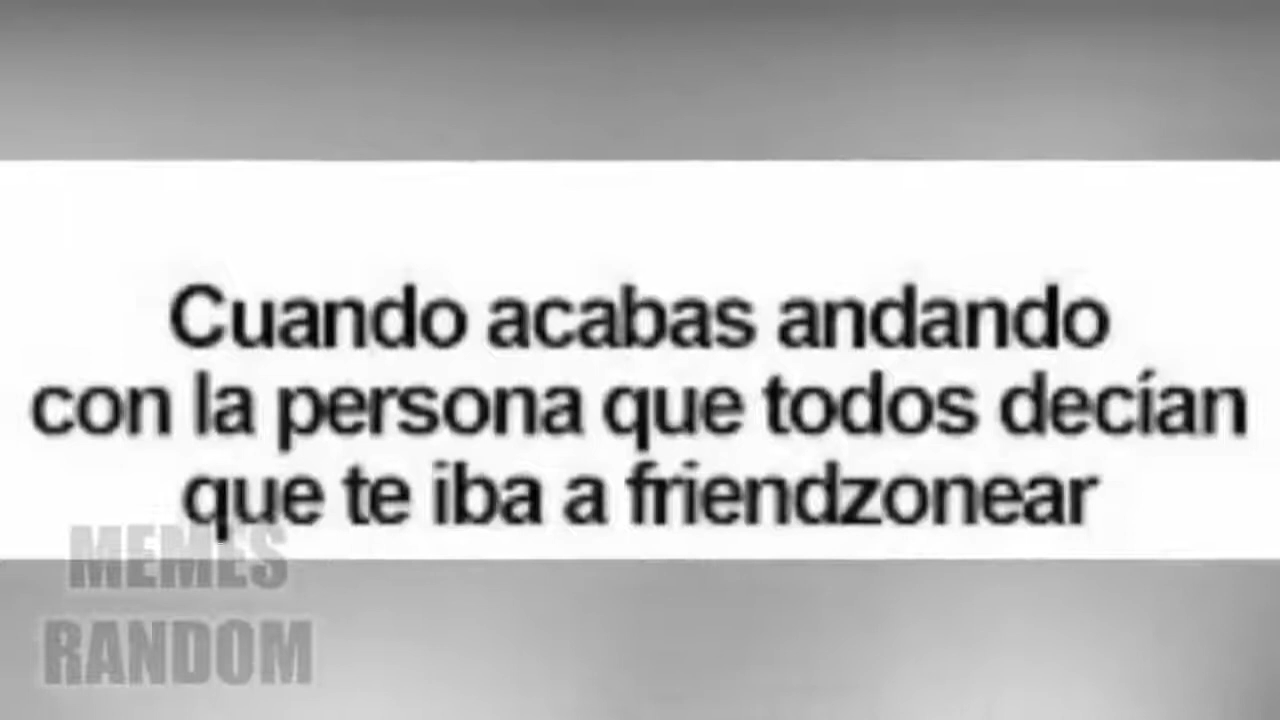 Cuando acabas andando
con la persona que todos decían
que te iba a friendzonear
MEMES
RANDOM